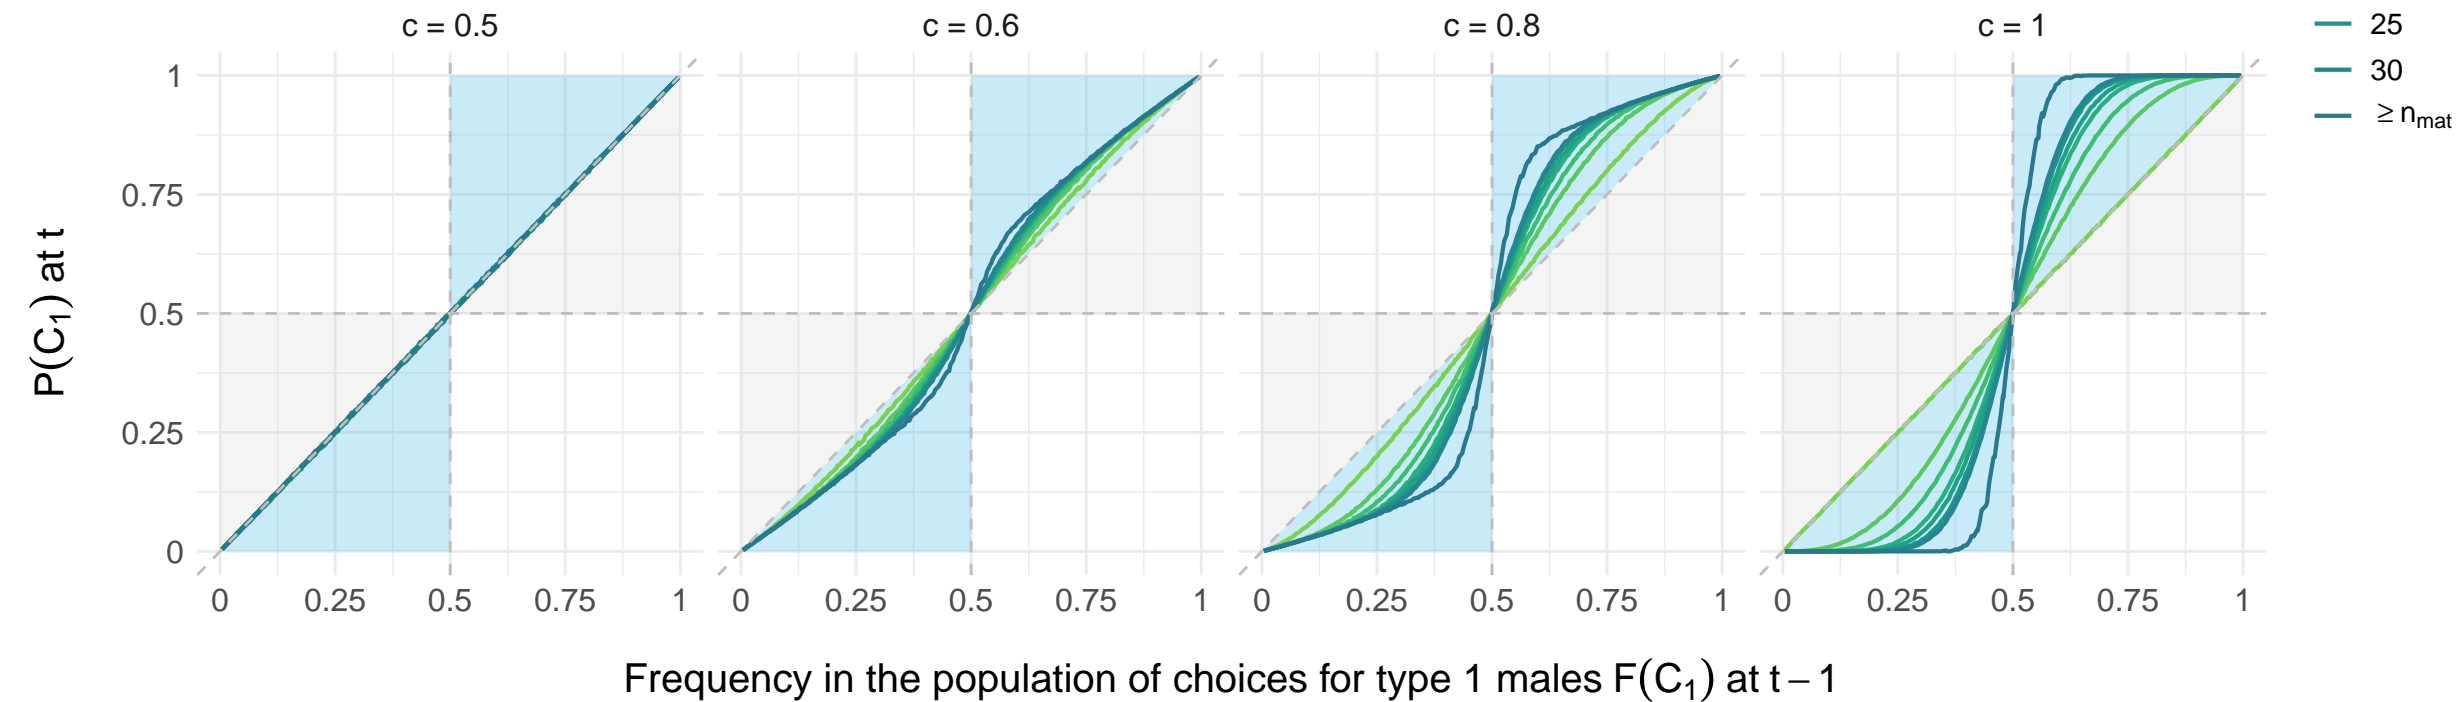 c = 0.5 c = 0.6 c = 0.8 c = 1
25
30
≥ n_mat
P(C₁) at t
1
0.75
0.5
0.25
0
0 0.25 0.5 0.75 1 0 0.25 0.5 0.75 1 0 0.25 0.5 0.75 1 0 0.25 0.5 0.75 1
Frequency in the population of choices for type 1 males F(C₁) at t − 1